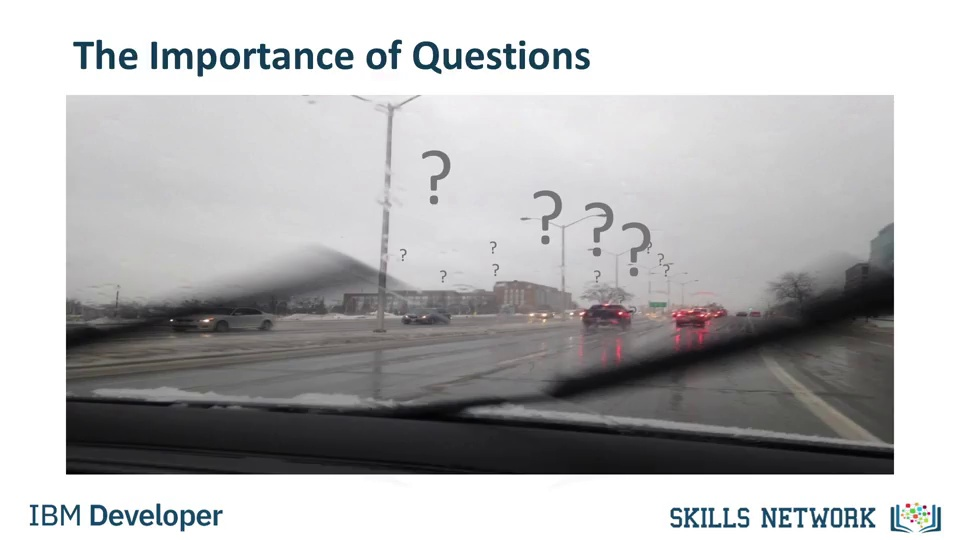 The Importance of Questions
?
? ? ?
? ? ? ?
? ? ? ?
IBM Developer
SKILLS NETWORK